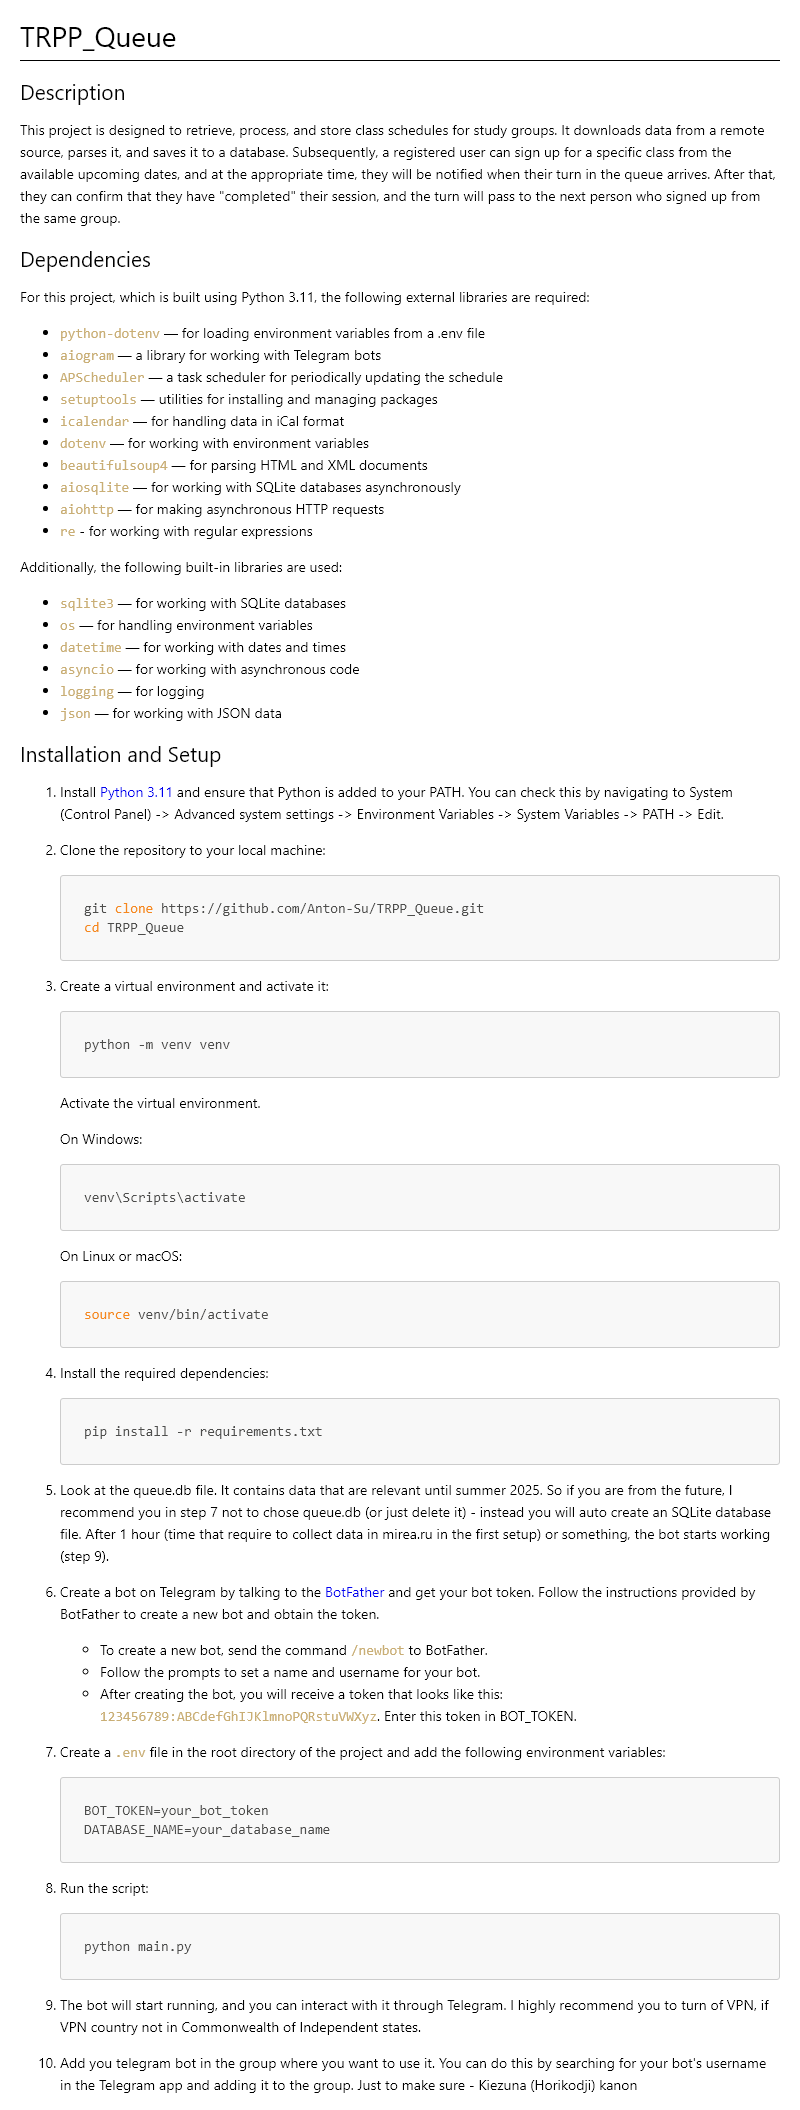 TRPP_Queue
Description
This project is designed to retrieve, process, and store class schedules for study groups. It downloads data from a remote
source, parses it, and saves it to a database. Subsequently, a registered user can sign up for a specific class from the
available upcoming dates, and at the appropriate time, they will be notified when their turn in the queue arrives. After that,
they can confirm that they have "completed" their session, and the turn will pass to the next person who signed up from
the same group.
Dependencies
For this project, which is built using Python 3.11, the following external libraries are required:
• python-dotenv — for loading environment variables from a .env file
• aiogram — a library for working with Telegram bots
• APScheduler — a task scheduler for periodically updating the schedule
• setuptools — utilities for installing and managing packages
• icalendar — for handling data in iCal format
• dotenv — for working with environment variables
• beautifulsoup4 — for parsing HTML and XML documents
• aiosqlite — for working with SQLite databases asynchronously
• aiohttp — for making asynchronous HTTP requests
• re - for working with regular expressions
Additionally, the following built-in libraries are used:
• sqlite3 — for working with SQLite databases
• os — for handling environment variables
• datetime — for working with dates and times
• asyncio — for working with asynchronous code
• logging — for logging
• json — for working with JSON data
Installation and Setup
1. Install Python 3.11 and ensure that Python is added to your PATH. You can check this by navigating to System
(Control Panel) -> Advanced system settings -> Environment Variables -> System Variables -> PATH -> Edit.
2. Clone the repository to your local machine:
git clone https://github.com/Anton-Su/TRPP_Queue.git
cd TRPP_Queue
3. Create a virtual environment and activate it:
python -m venv venv
Activate the virtual environment.
On Windows:
venv\Scripts\activate
On Linux or macOS:
source venv/bin/activate
4. Install the required dependencies:
pip install -r requirements.txt
5. Look at the queue.db file. It contains data that are relevant until summer 2025. So if you are from the future, I
recommend you in step 7 not to chose queue.db (or just delete it) - instead you will auto create an SQLite database
file. After 1 hour (time that require to collect data in mirea.ru in the first setup) or something, the bot starts working
(step 9).
6. Create a bot on Telegram by talking to the BotFather and get your bot token. Follow the instructions provided by
BotFather to create a new bot and obtain the token.
◦ To create a new bot, send the command /newbot to BotFather.
◦ Follow the prompts to set a name and username for your bot.
◦ After creating the bot, you will receive a token that looks like this:
123456789:ABCdefGhIJKlmnoPQRstuVWXyz. Enter this token in BOT_TOKEN.
7. Create a .env file in the root directory of the project and add the following environment variables:
BOT_TOKEN=your_bot_token
DATABASE_NAME=your_database_name
8. Run the script:
python main.py
9. The bot will start running, and you can interact with it through Telegram. I highly recommend you to turn of VPN, if
VPN country not in Commonwealth of Independent states.
10. Add you telegram bot in the group where you want to use it. You can do this by searching for your bot's username
in the Telegram app and adding it to the group. Just to make sure - Kiezuna (Horikodji) kanon